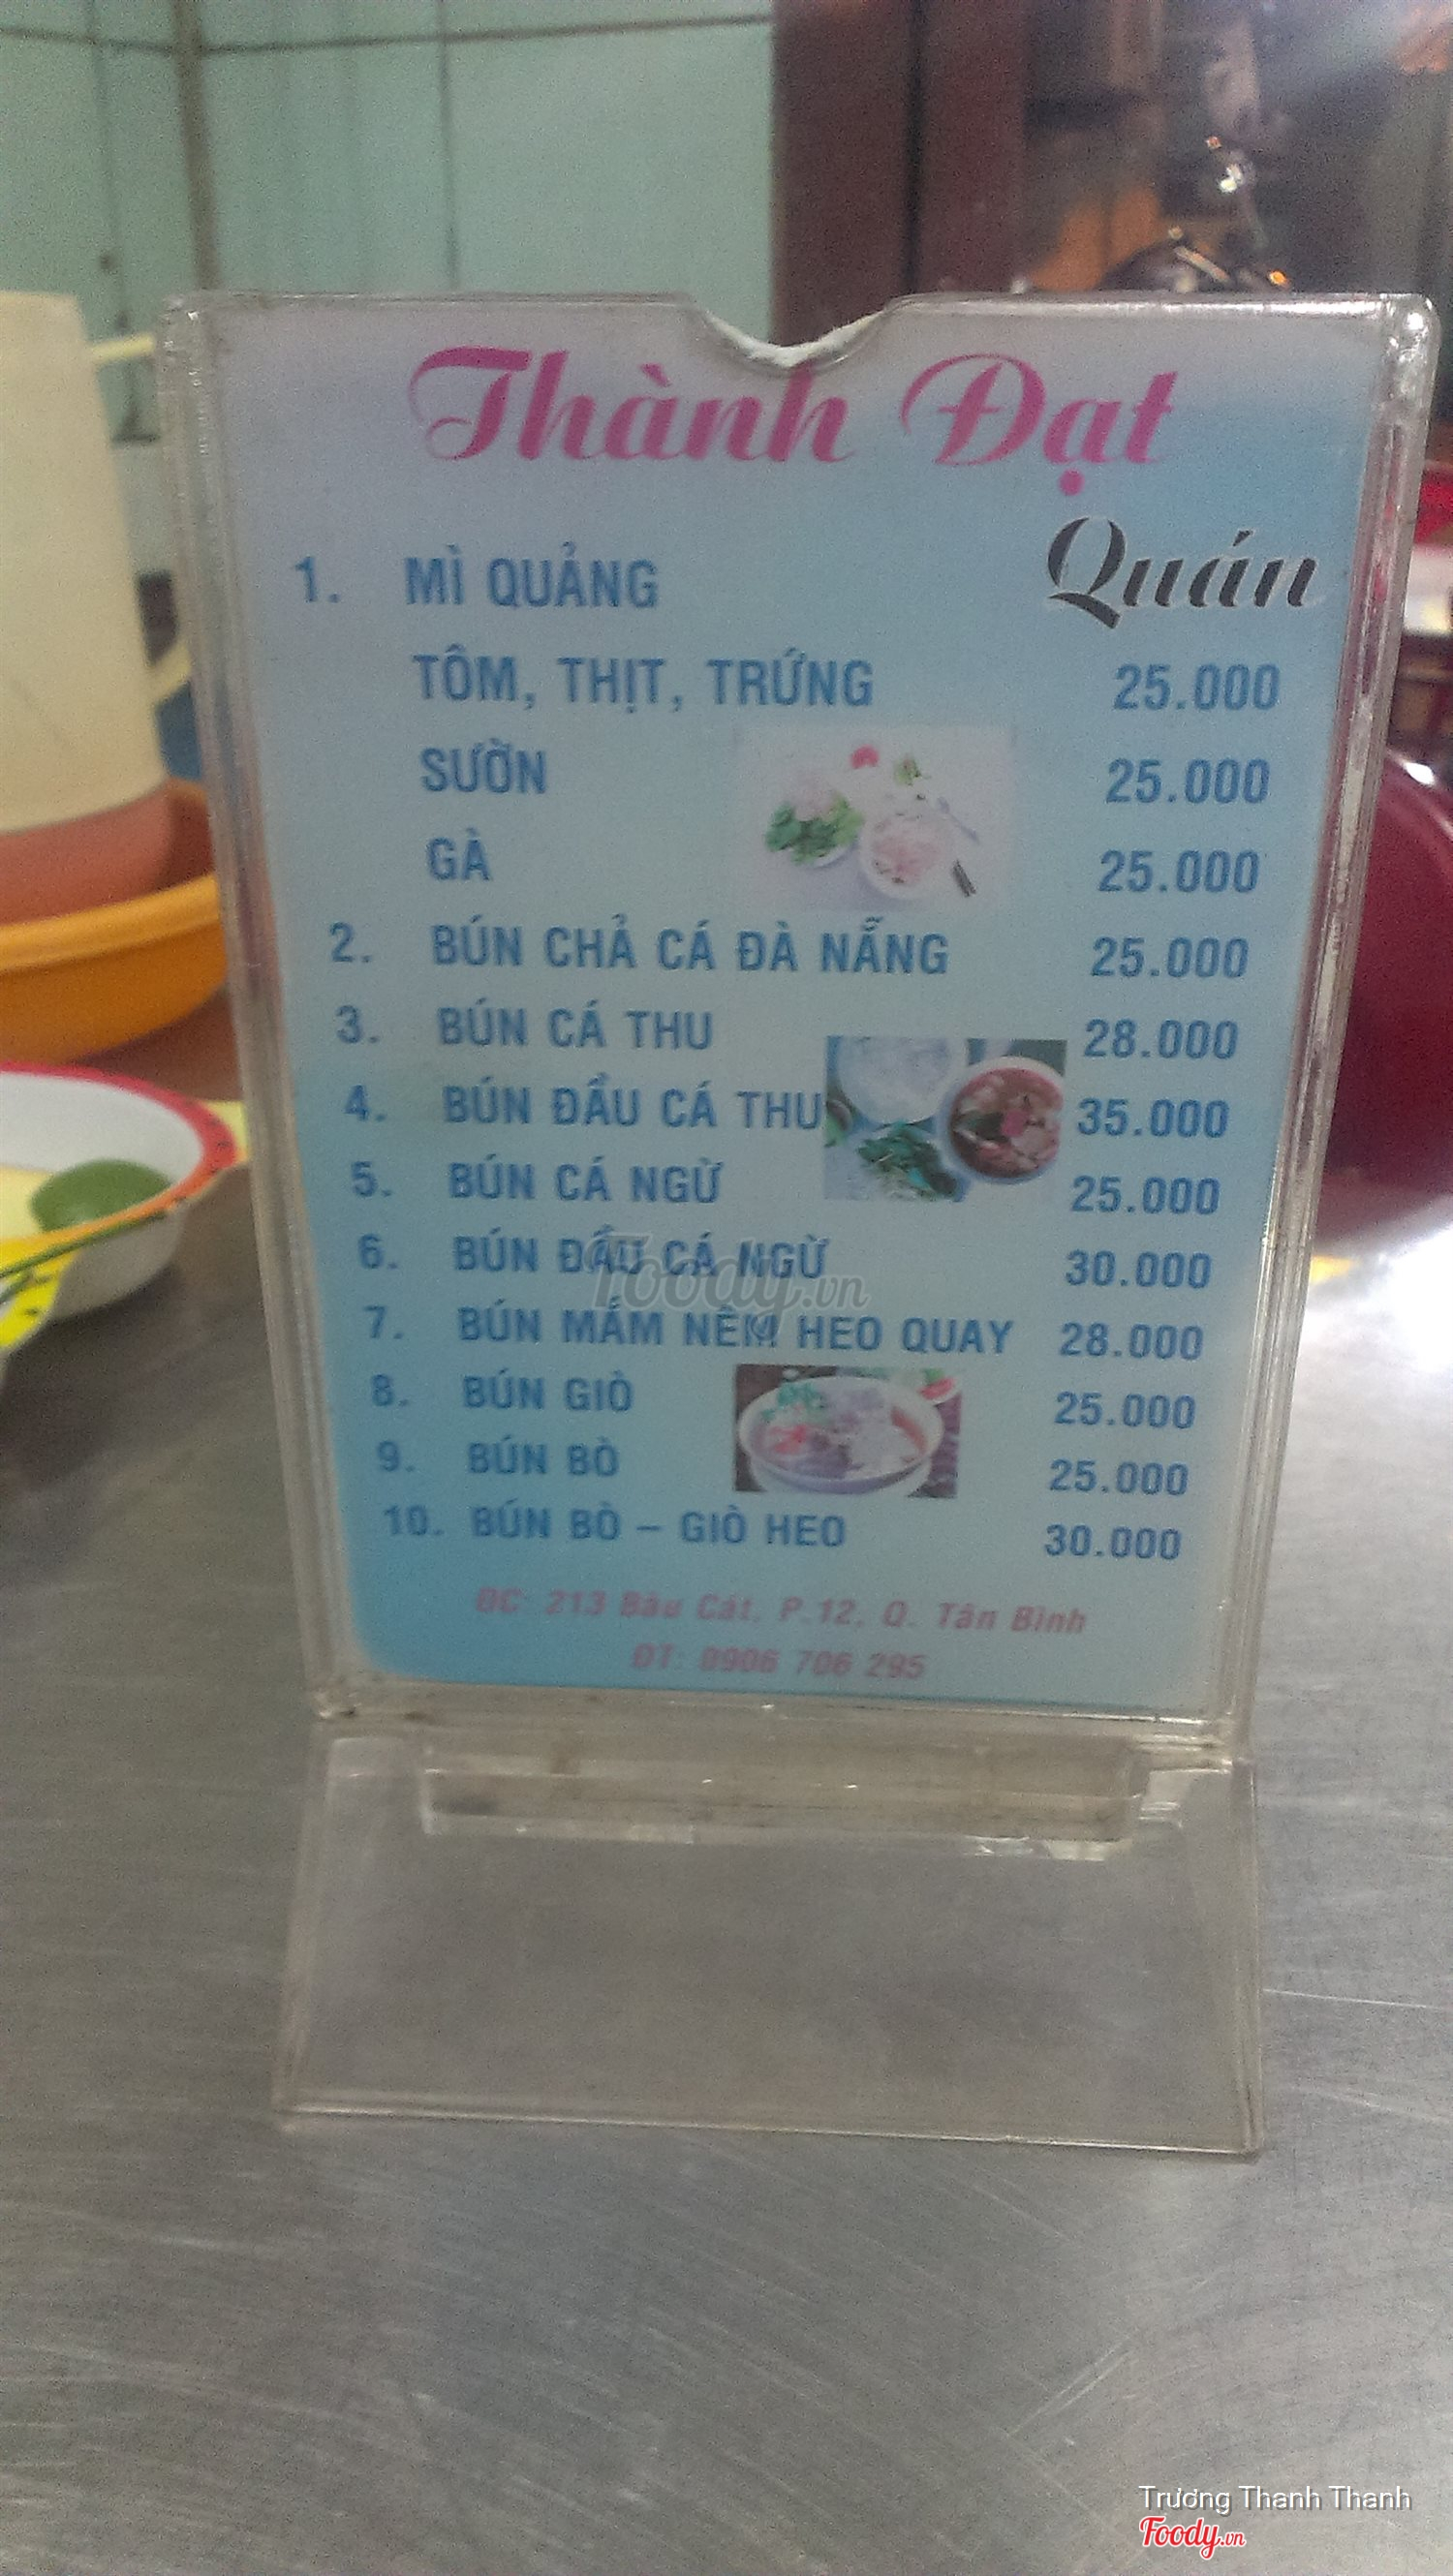 Thành Đạt
Quán
1. MÌ QUẢNG
TÔM, THỊT, TRỨNG 25.000
SƯỜN 25.000
GÀ 25.000
2. BÚN CHẢ CÁ ĐÀ NẴNG 25.000
3. BÚN CÁ THU 28.000
4. BÚN ĐẦU CÁ THU 35.000
5. BÚN CÁ NGỪ 25.000
6. BÚN ĐẦU CÁ NGỪ 30.000
Foody.vn
7. BÚN MẮM NÊM HEO QUAY 28.000
8. BÚN GIÒ 25.000
9. BÚN BÒ 25.000
10. BÚN BÒ – GIÒ HEO 30.000
ĐC: 213 Bàu Cát, P.12, Q. Tân Bình
ĐT: 0906 706 295
Trương Thanh Thanh
Foody.vn